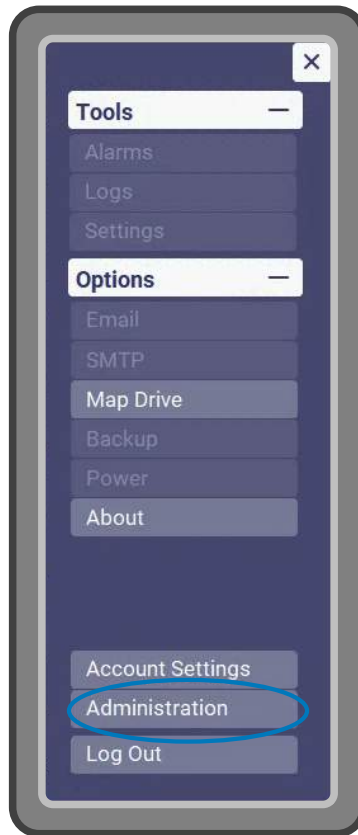 Tools
Alarms
Logs
Settings
Options
Email
SMTP
Map Drive
Backup
Power
About
Account Settings
Administration
Log Out